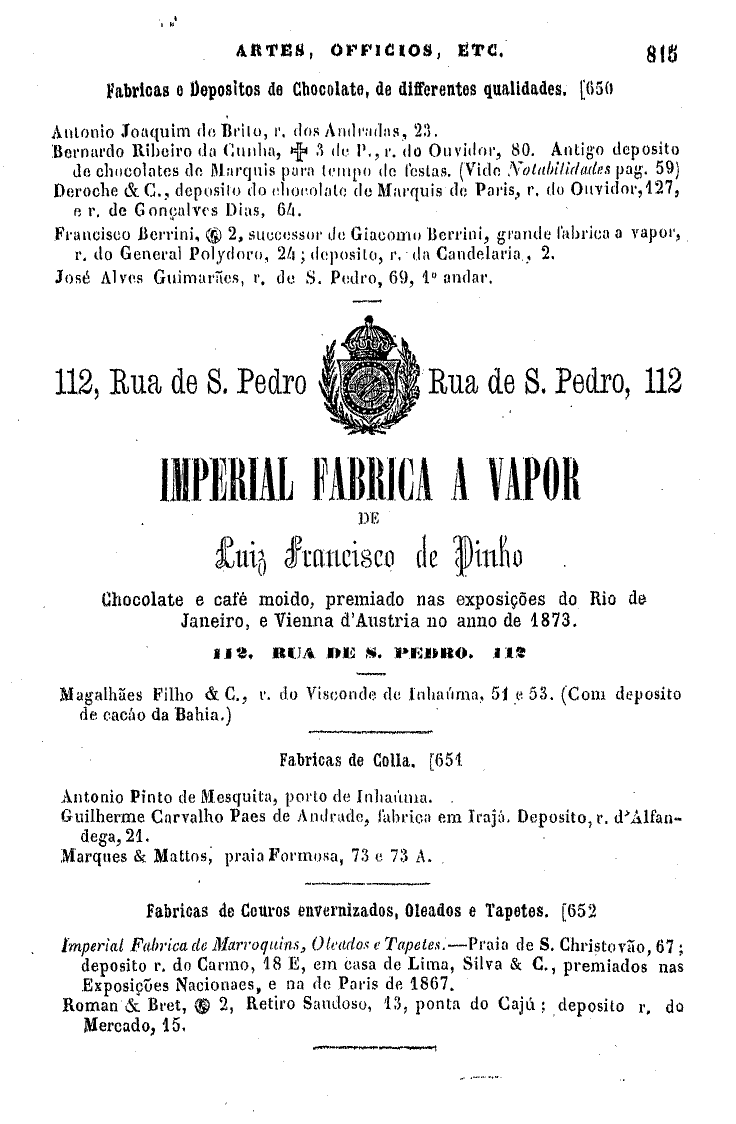 ARTES, OFFICIOS, ETC. 815
Fabricas e Depositos de Chocolate, de differentes qualidades. [650
Antonio Joaquim de Brito, r. dos Andradas, 23.
Bernardo Ribeiro da Cunha, ✠ 3 de P., r. do Ouvidor, 80. Antigo deposito
de chocolates de Marquis para tempo de festas. (Vide Notabilidades pag. 59)
Deroche & C., deposito do chocolate de Marquis de Paris, r. do Ouvidor, 127,
e r. de Gonçalves Dias, 64.
Francisco Berrini, 2, successor de Giacomo Berrini, grande fabrica a vapor,
r. do General Polydoro, 24; deposito, r. da Candelaria, 2.
José Alves Guimarães, r. de S. Pedro, 69, 1º andar.
112, Rua de S. Pedro Rua de S. Pedro, 112
IMPERIAL FABRICA A VAPOR
DE
Luiz Francisco de Pinho
Chocolate e café moido, premiado nas exposições do Rio de
Janeiro, e Vienna d'Austria no anno de 1873.
112. RUA DE S. PEDRO. 112
Magalhães Filho & C., r. do Visconde de Inhaúma, 51 e 53. (Com deposito
de cacáo da Bahia.)
Fabricas de Colla. [651
Antonio Pinto de Mesquita, porto de Inhaúma.
Guilherme Carvalho Paes de Andrade, fabrica em Irajá. Deposito, r. d'Alfan-
dega, 21.
Marques & Mattos, praia Formosa, 73 e 73 A.
Fabricas de Couros envernizados, Oleados e Tapetes. [652
Imperial Fabrica de Marroquins, Oleados e Tapetes.—Praia de S. Christovão, 67;
deposito r. do Carmo, 18 E, em casa de Lima, Silva & C., premiados nas
Exposições Nacionaes, e na de Paris de 1867.
Roman & Bret, 2, Retiro Saudoso, 13, ponta do Cajú; deposito r. do
Mercado, 15.